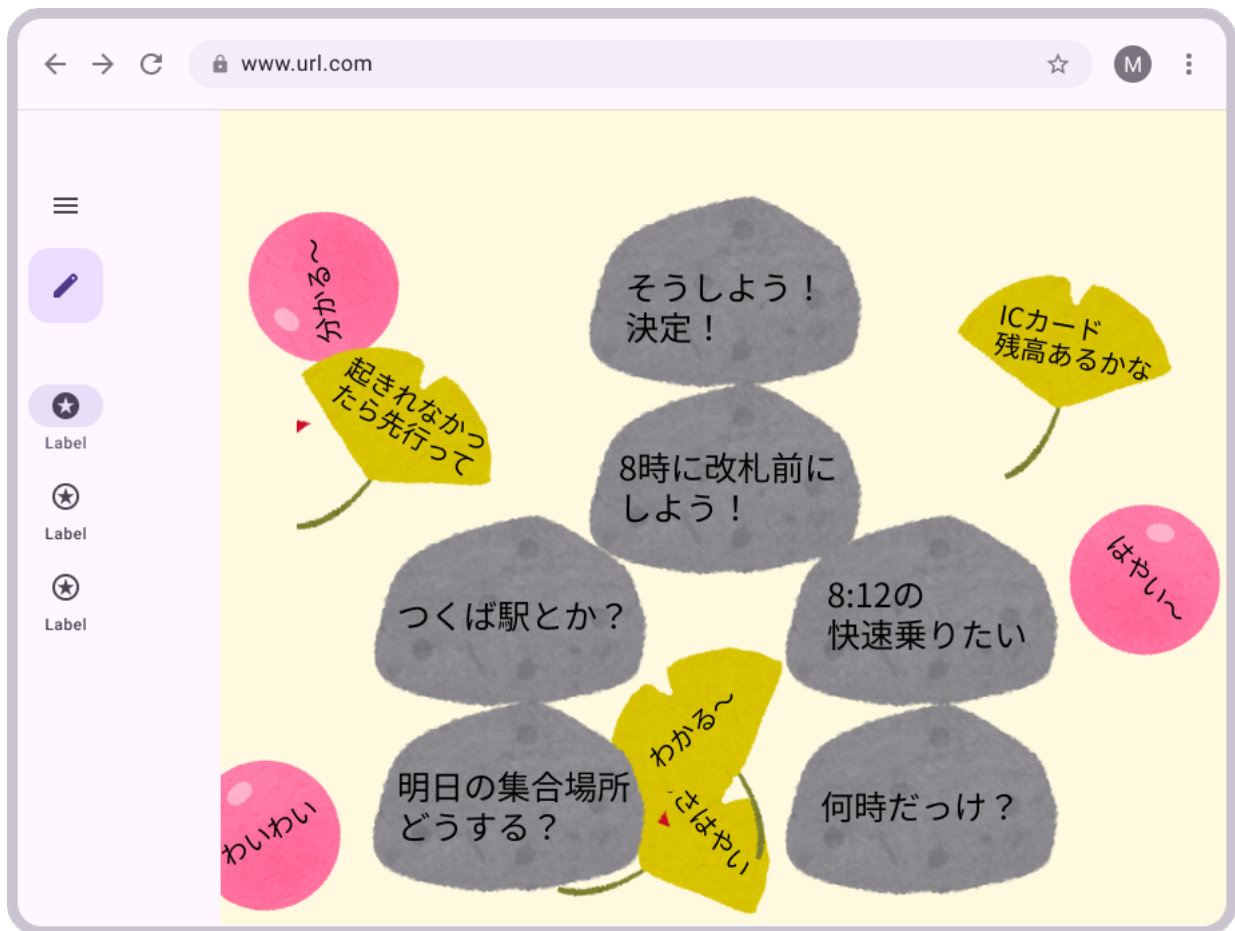 www.url.com
M
Label
Label
Label
分かる〜
起きれなかっ
たら先行って
そうしよう！
決定！
ICカード
残高あるかな
8時に改札前に
しよう！
はやい〜
つくば駅とか？
8:12の
快速乗りたい
わかる〜
明日の集合場所
どうする？
さはやい
何時だっけ？
わいわい